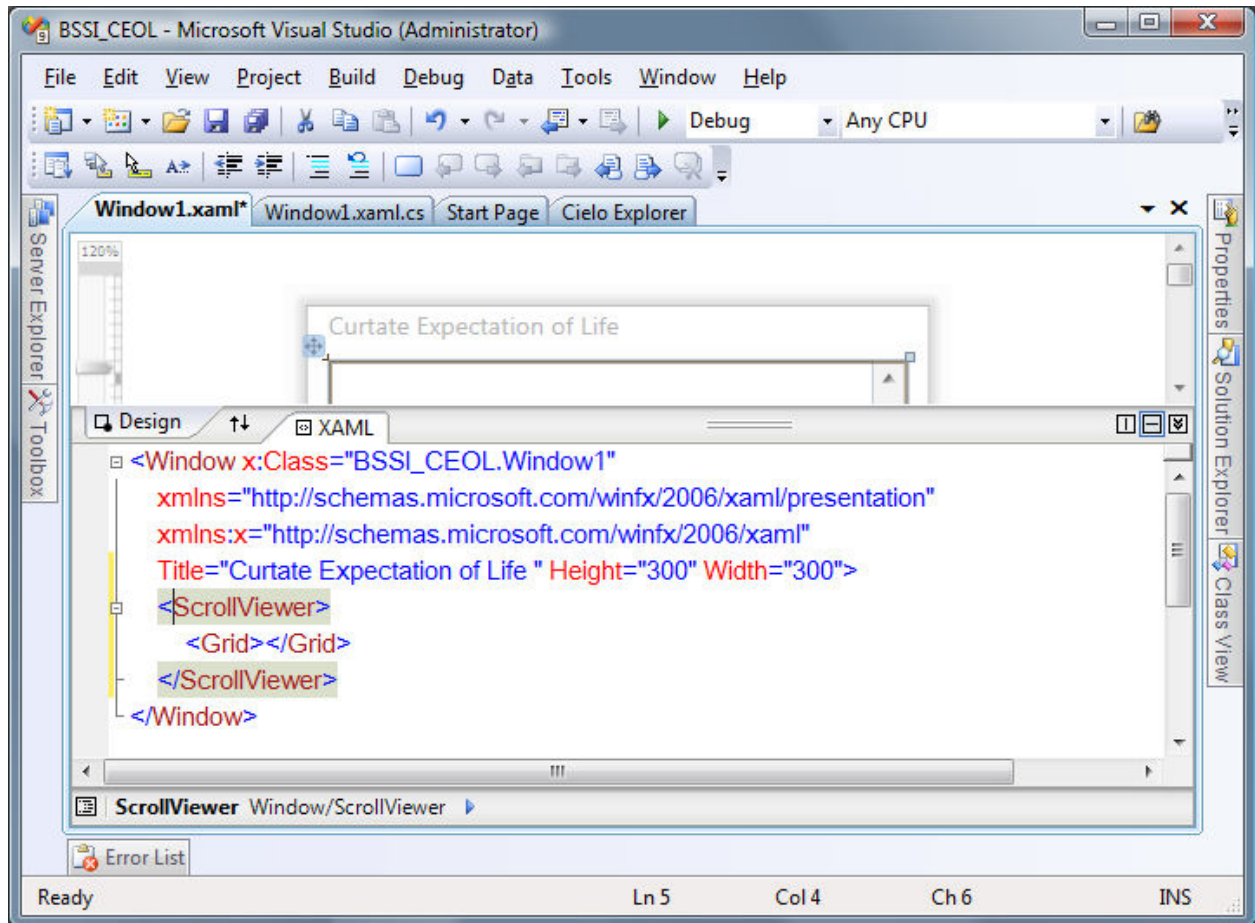 BSSI_CEOL - Microsoft Visual Studio (Administrator)
File Edit View Project Build Debug Data Tools Window Help
Debug Any CPU
Window1.xaml* Window1.xaml.cs Start Page Cielo Explorer
Server Explorer
Toolbox
120%
Curtate Expectation of Life
Design XAML
<Window x:Class="BSSI_CEOL.Window1"
xmlns="http://schemas.microsoft.com/winfx/2006/xaml/presentation"
xmlns:x="http://schemas.microsoft.com/winfx/2006/xaml"
Title="Curtate Expectation of Life " Height="300" Width="300">
<ScrollViewer>
<Grid></Grid>
</ScrollViewer>
</Window>
ScrollViewer Window/ScrollViewer
Properties
Solution Explorer
Class View
Error List
Ready Ln 5 Col 4 Ch 6 INS